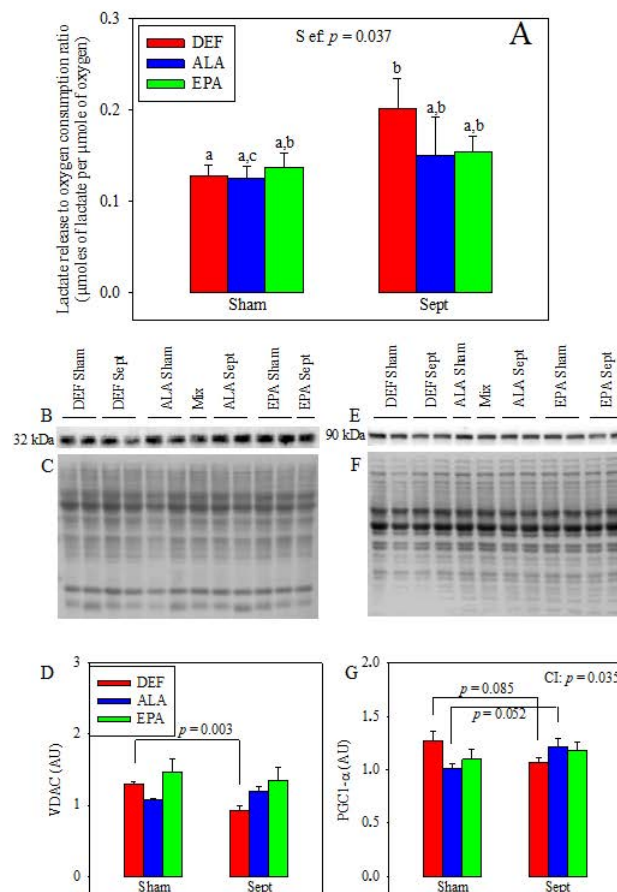 Lactate release to oxygen consumption ratio
(μmoles of lactate per μmole of oxygen)
0.3
0.2
0.1
0.0
DEF
ALA
EPA
S ef: p = 0.037
A
a
a,c
a,b
b
a,b
a,b
Sham
Sept
DEF Sham
DEF Sept
ALA Sham
Mix
ALA Sept
EPA Sham
EPA Sept
B
32 kDa
C
DEF Sham
DEF Sept
ALA Sham
Mix
ALA Sept
EPA Sham
EPA Sept
E
90 kDa
F
D
VDAC (AU)
3
2
1
0
DEF
ALA
EPA
p = 0.003
Sham
Sept
G
PGC1-α (AU)
2.0
1.5
1.0
0.5
0.0
CI: p = 0.035
p = 0.085
p = 0.052
Sham
Sept